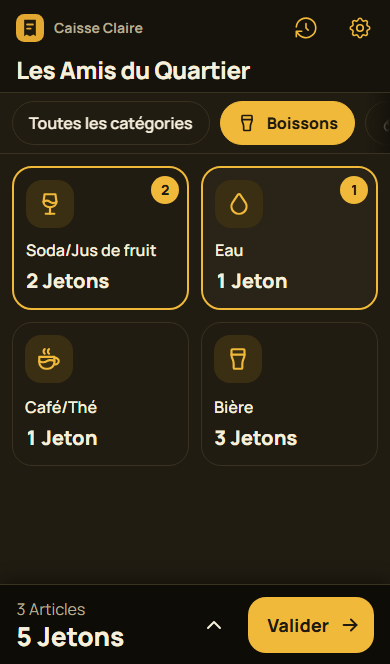 Caisse Claire
Les Amis du Quartier
Toutes les catégories
Boissons
2
Soda/Jus de fruit
2 Jetons
1
Eau
1 Jeton
Café/Thé
1 Jeton
Bière
3 Jetons
3 Articles
5 Jetons
Valider